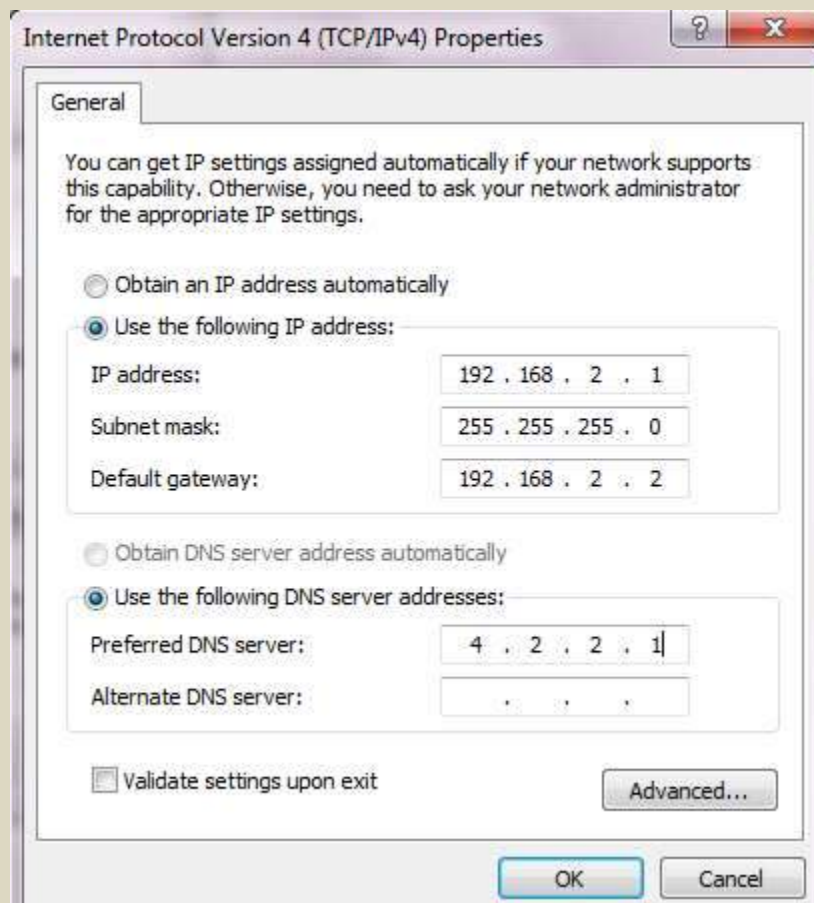 Internet Protocol Version 4 (TCP/IPv4) Properties
?
X
General
You can get IP settings assigned automatically if your network supports
this capability. Otherwise, you need to ask your network administrator
for the appropriate IP settings.
Obtain an IP address automatically
Use the following IP address:
IP address: 192 . 168 . 2 . 1
Subnet mask: 255 . 255 . 255 . 0
Default gateway: 192 . 168 . 2 . 2
Obtain DNS server address automatically
Use the following DNS server addresses:
Preferred DNS server: 4 . 2 . 2 . 1
Alternate DNS server: . . .
Validate settings upon exit
Advanced...
OK Cancel